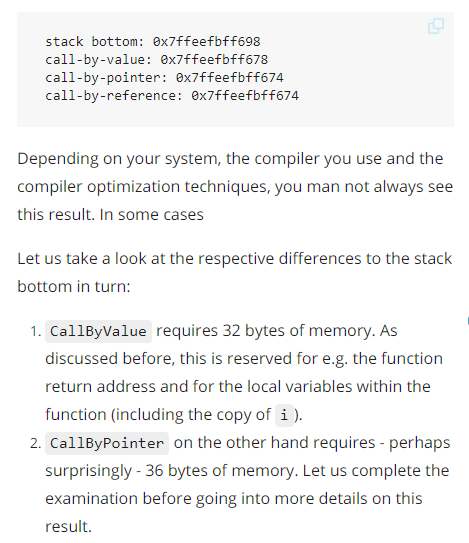 stack bottom: 0x7ffeefbff698
call-by-value: 0x7ffeefbff678
call-by-pointer: 0x7ffeefbff674
call-by-reference: 0x7ffeefbff674
Depending on your system, the compiler you use and the
compiler optimization techniques, you man not always see
this result. In some cases
Let us take a look at the respective differences to the stack
bottom in turn:
1. CallByValue requires 32 bytes of memory. As
discussed before, this is reserved for e.g. the function
return address and for the local variables within the
function (including the copy of i ).
2. CallByPointer on the other hand requires - perhaps
surprisingly - 36 bytes of memory. Let us complete the
examination before going into more details on this
result.